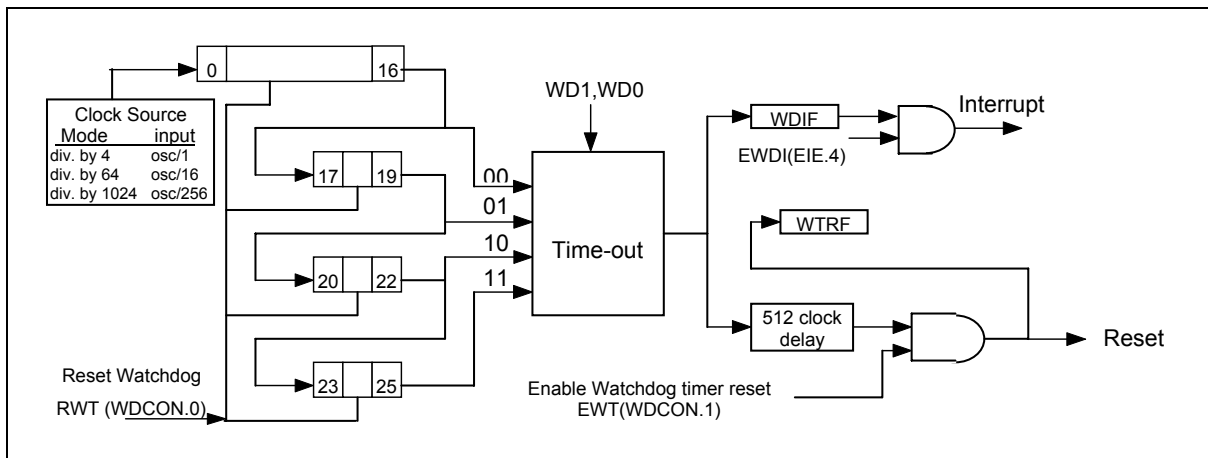 0 16
Clock Source
Mode input
div. by 4 osc/1
div. by 64 osc/16
div. by 1024 osc/256
17 19
20 22
23 25
Reset Watchdog
RWT (WDCON.0)
00
01
10
11
WD1,WD0
Time-out
WDIF
EWDI(EIE.4)
Interrupt
WTRF
512 clock
delay
Enable Watchdog timer reset
EWT(WDCON.1)
Reset